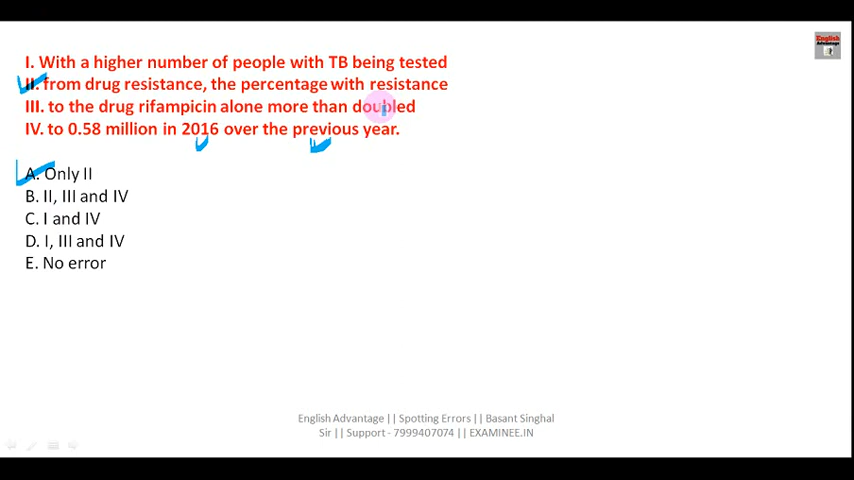 English
Advantage
I. With a higher number of people with TB being tested
II. from drug resistance, the percentage with resistance
III. to the drug rifampicin alone more than doubled
IV. to 0.58 million in 2016 over the previous year.
A. Only II
B. II, III and IV
C. I and IV
D. I, III and IV
E. No error
English Advantage || Spotting Errors || Basant Singhal
Sir || Support - 7999407074 || EXAMINEE.IN